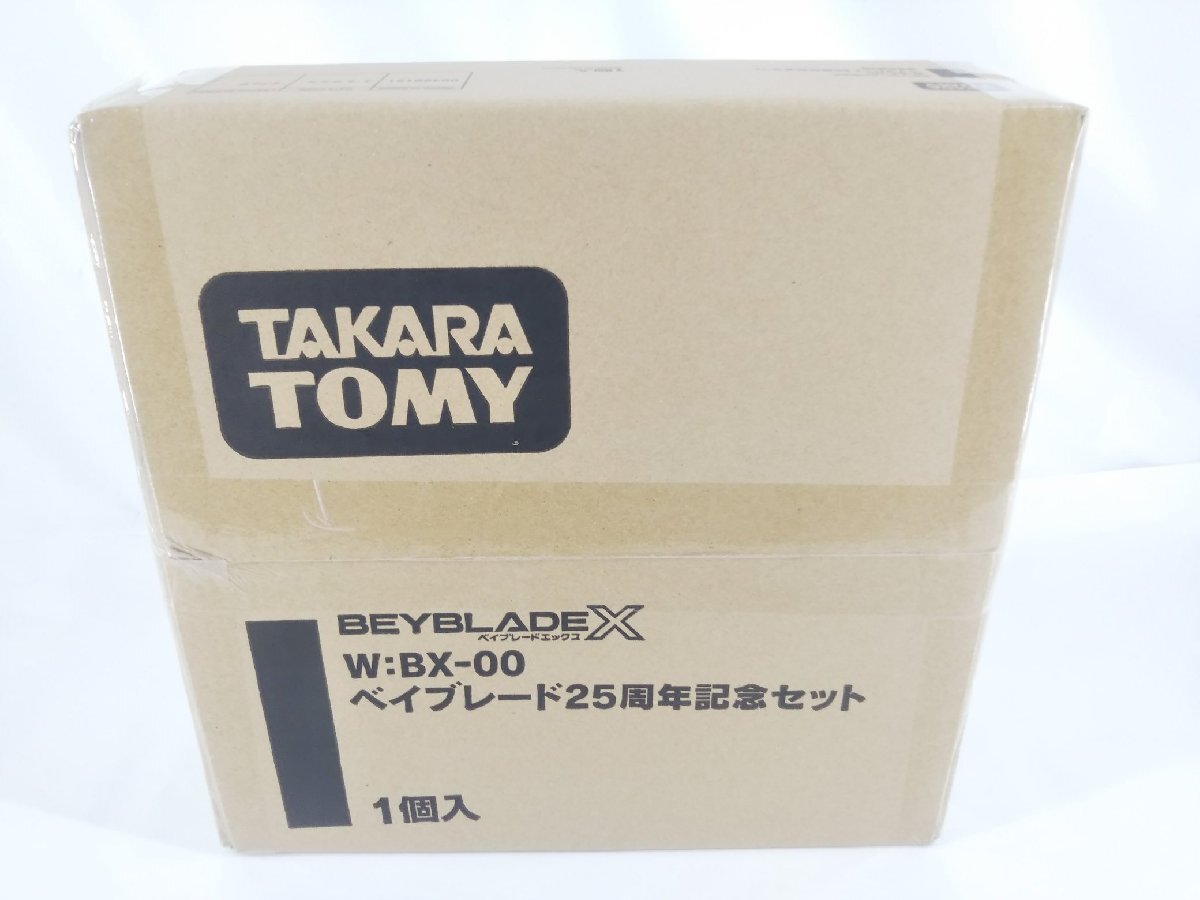 TAKARA
TOMY
BEYBLADE X
ベイブレードエックス
W:BX-00
ベイブレード25周年記念セット
1個入